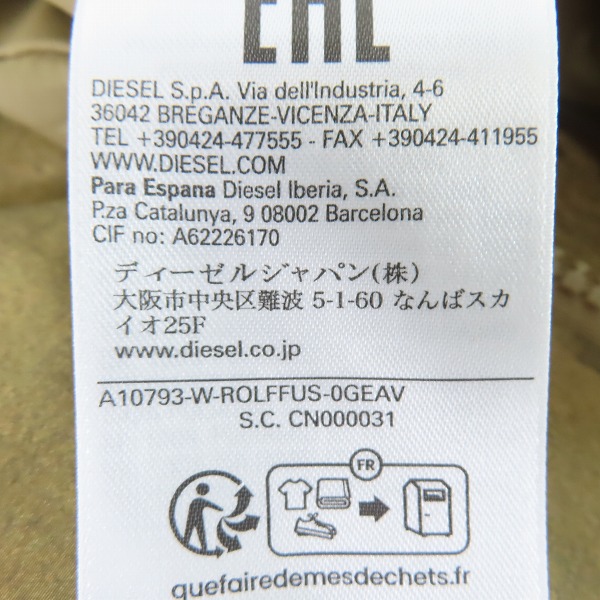 EAC
DIESEL S.p.A. Via dell'Industria, 4-6
36042 BREGANZE-VICENZA-ITALY
TEL +390424-477555 - FAX +390424-411955
WWW.DIESEL.COM
Para Espana Diesel Iberia, S.A.
P.za Catalunya, 9 08002 Barcelona
CIF no: A62226170
ディーゼルジャパン(株)
大阪市中央区難波 5-1-60 なんばスカ
イオ25F
www.diesel.co.jp
A10793-W-ROLFFUS-0GEAV
S.C. CN000031
FR
quefairedemesdechets.fr